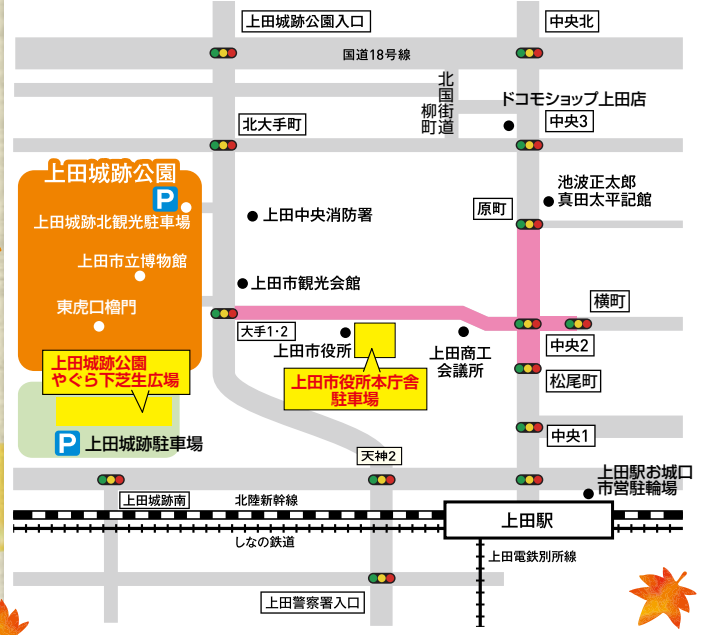 上田城跡公園入口
中央北
国道18号線
北国街道
柳町
ドコモショップ上田店
北大手町
中央3
上田城跡公園
P
上田城跡北観光駐車場
池波正太郎
真田太平記館
原町
上田中央消防署
上田市立博物館
上田市観光会館
東虎口櫓門
横町
大手1・2
上田市役所
上田商工
会議所
中央2
上田城跡公園
やぐら下芝生広場
上田市役所本庁舎
駐車場
松尾町
P
上田城跡駐車場
中央1
天神2
上田駅お城口
市営駐輪場
上田城跡南
北陸新幹線
上田駅
しなの鉄道
上田電鉄別所線
上田警察署入口